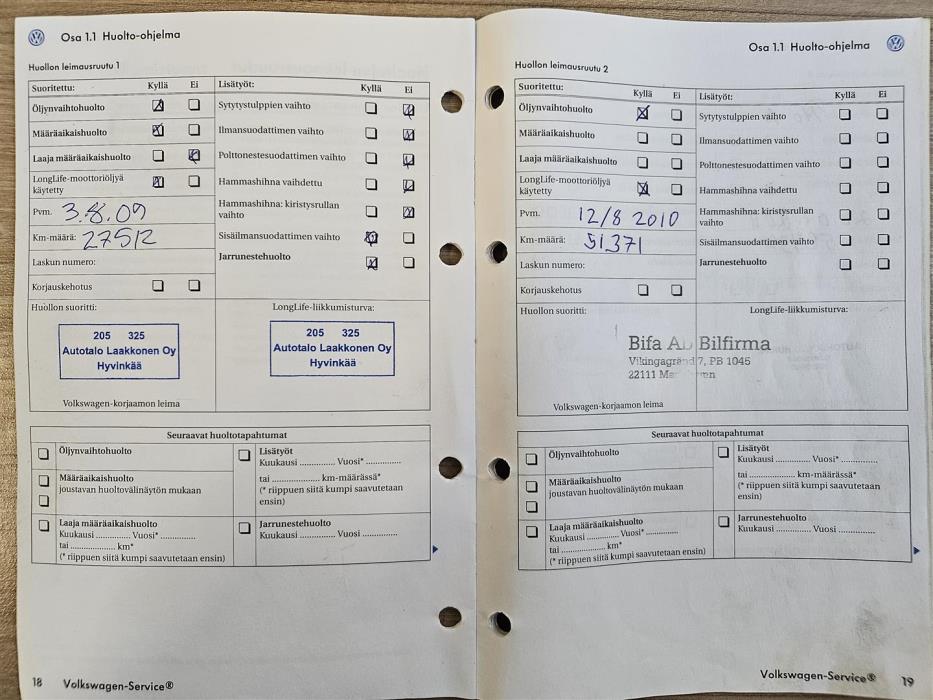 Osa 1.1 Huolto-ohjelma
Huollon leimausruutu 1
Suoritettu: Kyllä Ei
Öljynvaihtohuolto
Määräaikaishuolto
Laaja määräaikaishuolto
LongLife-moottoriöljyä
käytetty
Pvm. 3.8.09
Km-määrä: 27512
Laskun numero:
Korjauskehotus
Lisätyöt: Kyllä Ei
Sytytystulppien vaihto
Ilmansuodattimen vaihto
Polttonestesuodattimen vaihto
Hammashihna vaihdettu
Hammashihna: kiristysrullan
vaihto
Sisäilmansuodattimen vaihto
Jarrunestehuolto
Huollon suoritti:
205 325
Autotalo Laakkonen Oy
Hyvinkää
Volkswagen-korjaamon leima
LongLife-liikkumisturva:
205 325
Autotalo Laakkonen Oy
Hyvinkää
Seuraavat huoltotapahtumat
Öljynvaihtohuolto
Määräaikaishuolto
joustavan huoltovälinäytön mukaan
Laaja määräaikaishuolto
Kuukausi ............ Vuosi* ............
tai ............ km*
(* riippuen siitä kumpi saavutetaan ensin)
Lisätyöt
Kuukausi ............ Vuosi* ............
tai ............ km-määrässä*
(* riippuen siitä kumpi saavutetaan
ensin)
Jarrunestehuolto
Kuukausi ............ Vuosi ............
18 Volkswagen-Service®
Osa 1.1 Huolto-ohjelma
Huollon leimausruutu 2
Suoritettu: Kyllä Ei
Öljynvaihtohuolto
Määräaikaishuolto
Laaja määräaikaishuolto
LongLife-moottoriöljyä
käytetty
Pvm. 12/8 2010
Km-määrä: 51371
Laskun numero:
Korjauskehotus
Lisätyöt: Kyllä Ei
Sytytystulppien vaihto
Ilmansuodattimen vaihto
Polttonestesuodattimen vaihto
Hammashihna vaihdettu
Hammashihna: kiristysrullan
vaihto
Sisäilmansuodattimen vaihto
Jarrunestehuolto
Huollon suoritti:
LongLife-liikkumisturva:
Bifa Bilfirma
Vikingagränd 7, PB 1045
22111
Volkswagen-korjaamon leima
Seuraavat huoltotapahtumat
Öljynvaihtohuolto
Määräaikaishuolto
joustavan huoltovälinäytön mukaan
Laaja määräaikaishuolto
Kuukausi ............ Vuosi* ............
tai ............ km*
(* riippuen siitä kumpi saavutetaan ensin)
Lisätyöt
Kuukausi ............ Vuosi* ............
tai ............ km-määrässä*
(* riippuen siitä kumpi saavutetaan
ensin)
Jarrunestehuolto
Kuukausi ............ Vuosi ............
Volkswagen-Service® 19